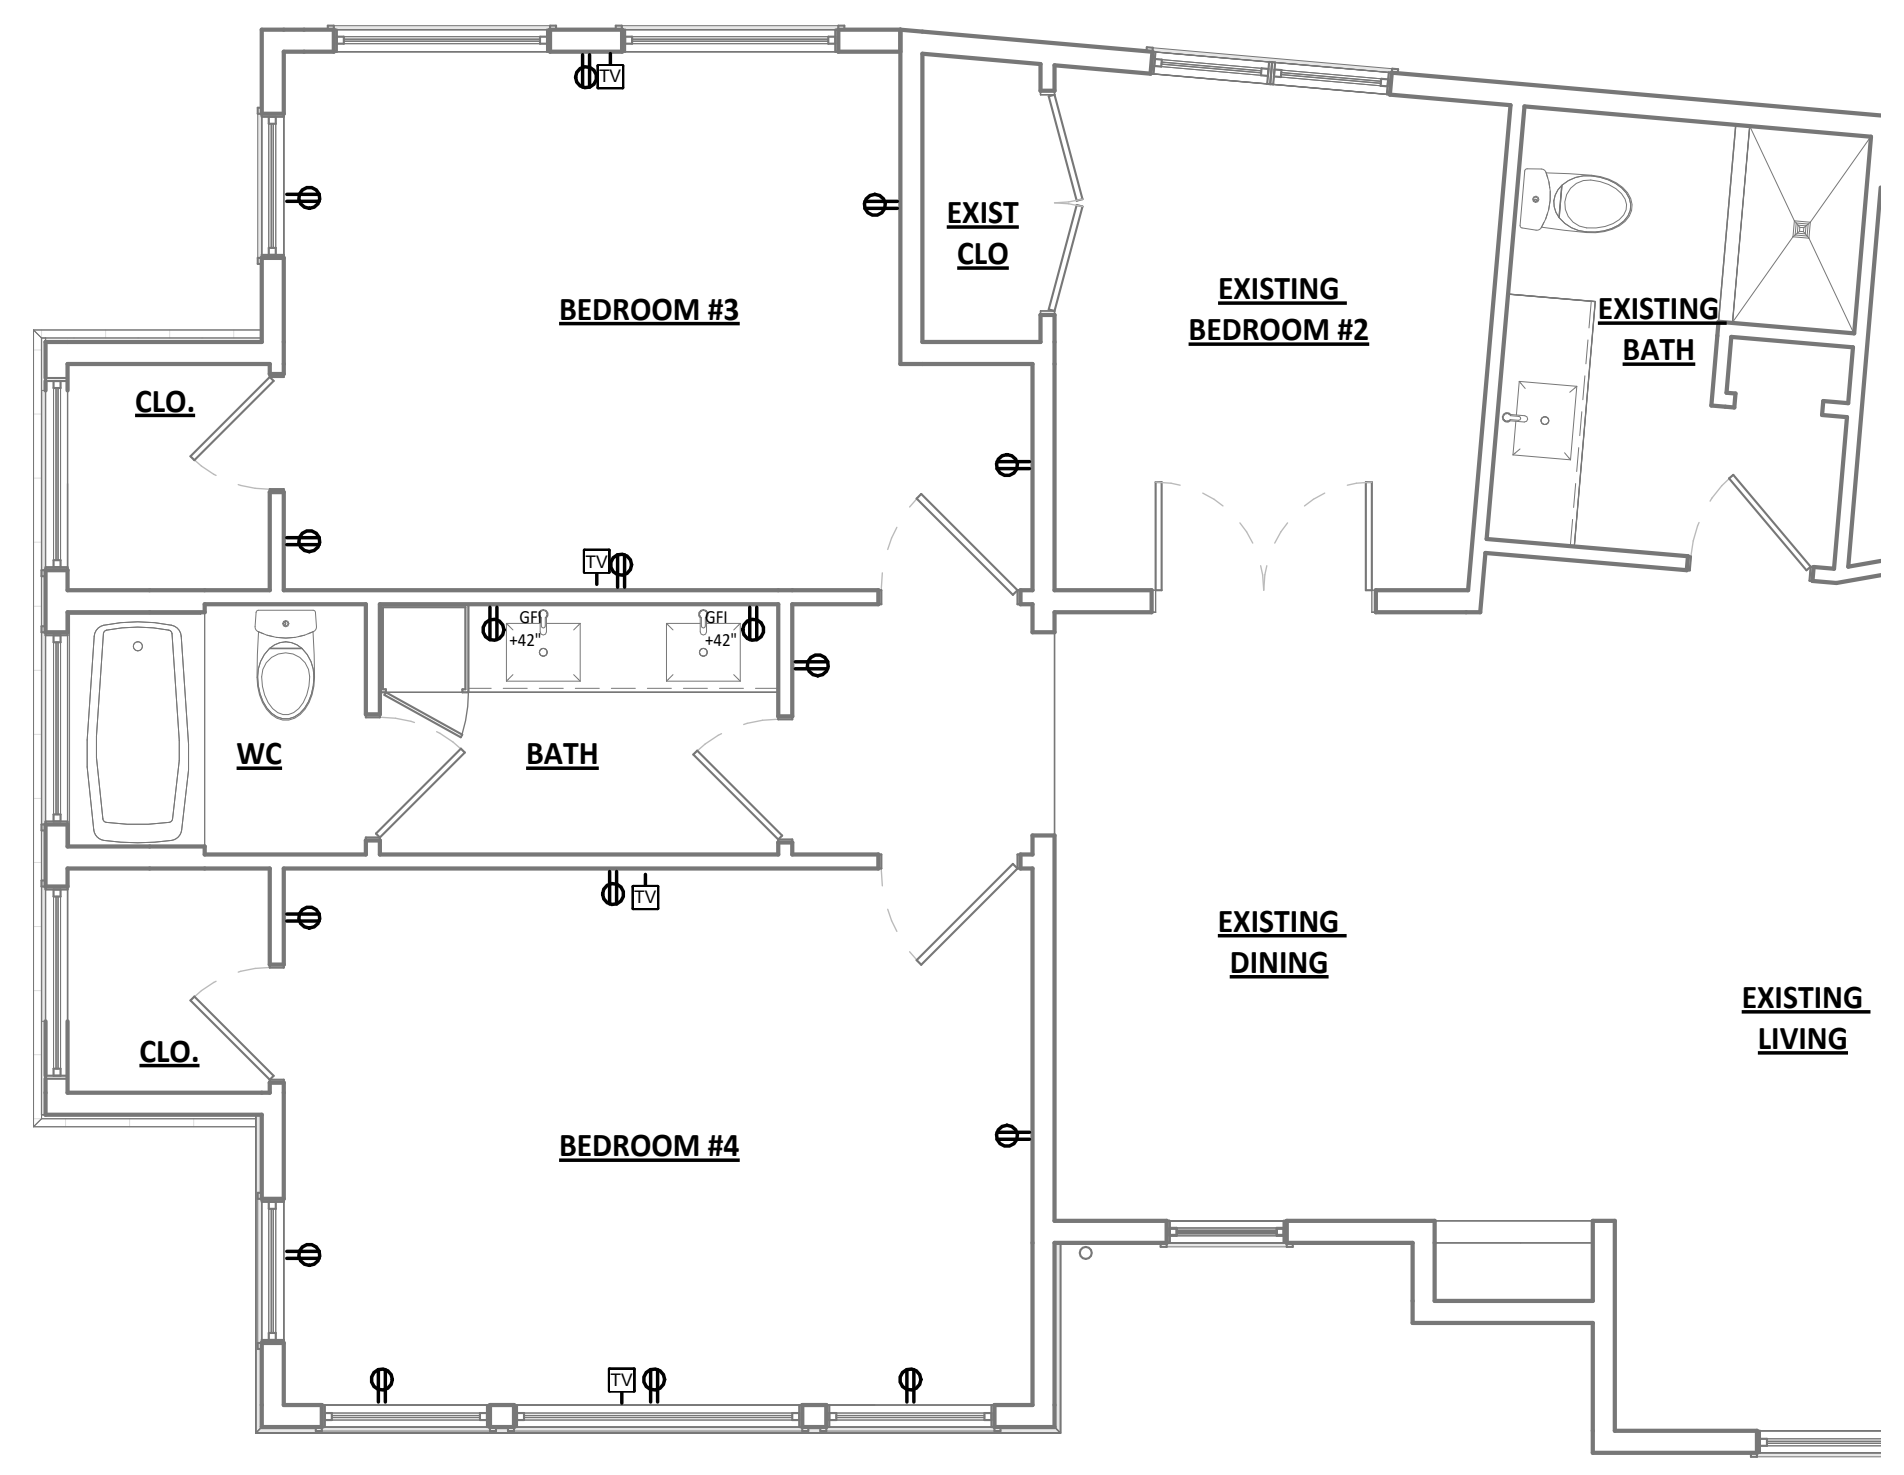 TV
EXIST
CLO
EXISTING
BEDROOM #2
BEDROOM #3
EXISTING
BATH
CLO.
TV
GFI
+42"
GFI
+42"
WC
BATH
TV
EXISTING
DINING
EXISTING
LIVING
CLO.
BEDROOM #4
TV